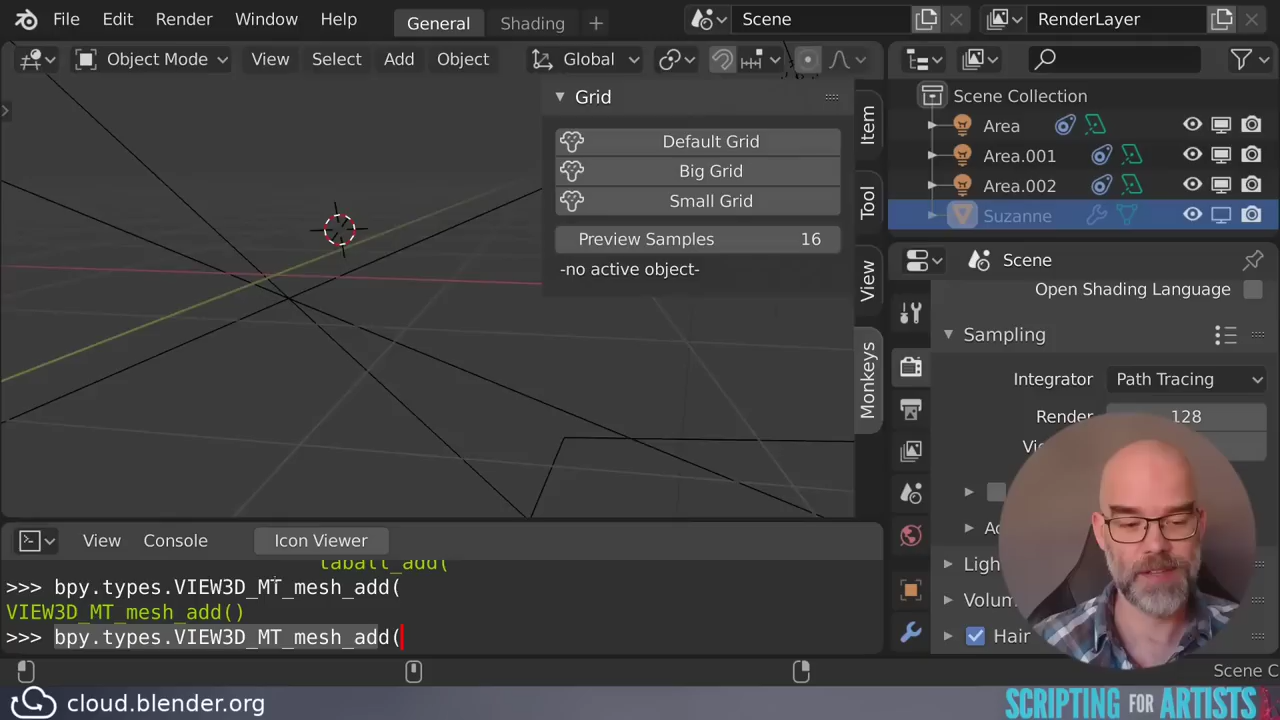 File Edit Render Window Help General Shading + Scene RenderLayer
Object Mode View Select Add Object Global
Grid
Default Grid
Big Grid
Small Grid
Preview Samples 16
-no active object-
Item
Tool
View
Monkeys
Scene Collection
Area
Area.001
Area.002
Suzanne
Scene
Open Shading Language
Sampling
Integrator Path Tracing
Render 128
Hair
View Console Icon Viewer
>>> bpy.types.VIEW3D_MT_mesh_add(
VIEW3D_MT_mesh_add()
>>> bpy.types.VIEW3D_MT_mesh_add(
cloud.blender.org
SCRIPTING FOR ARTISTS